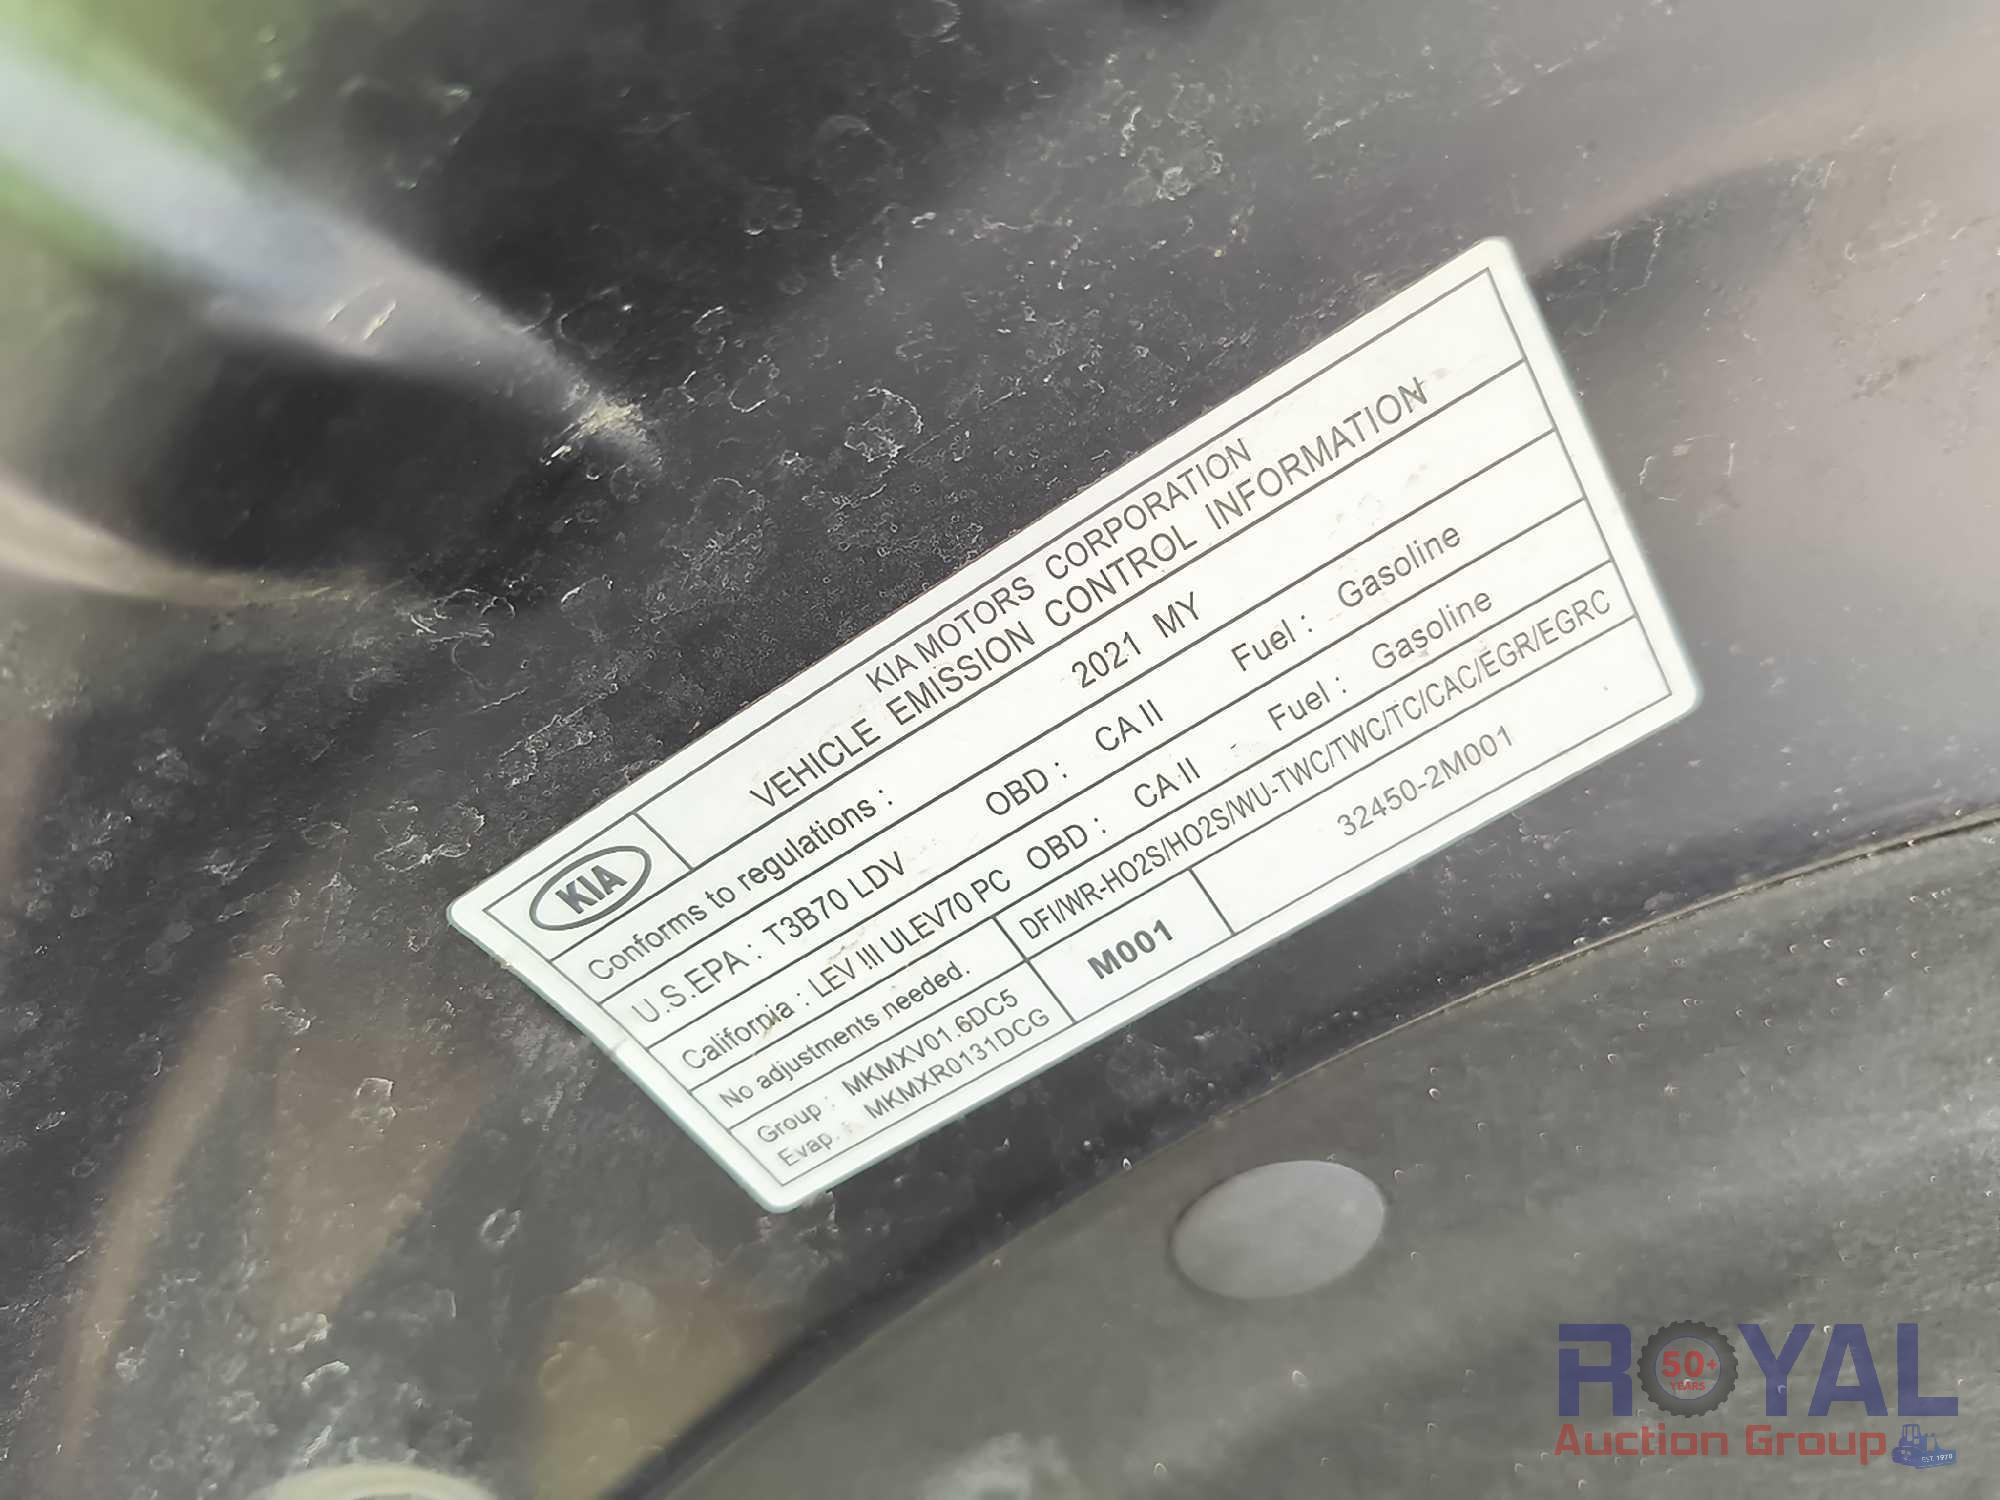 KIA MOTORS CORPORATION
KIA VEHICLE EMISSION CONTROL INFORMATION
Conforms to regulations : 2021 MY
U.S.EPA : T3B70 LDV OBD : CA II Fuel : Gasoline
California : LEV III ULEV70 PC OBD : CA II Fuel : Gasoline
No adjustments needed. DFI/WR-HO2S/HO2S/WU-TWC/TWC/TC/CAC/EGR/EGRC
Group : MKMXV01.6DC5 M001 32450-2M001
Evap. : MKMXR0131DCG
ROYAL
50+
YEARS
Auction Group
EST. 1970